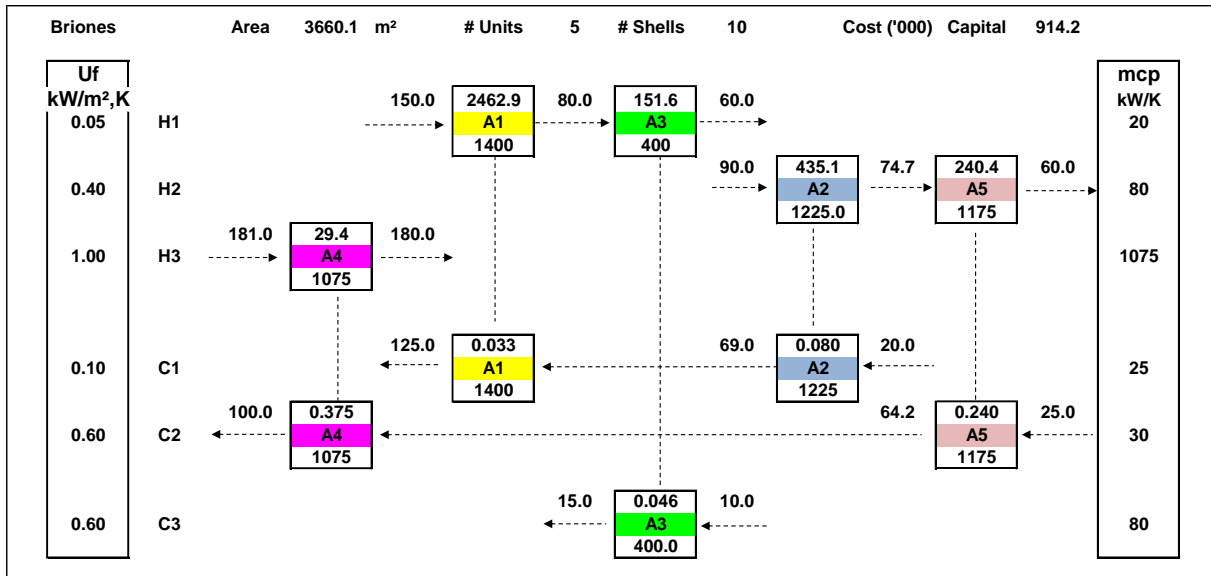 Briones Area 3660.1 m² # Units 5 # Shells 10 Cost ('000) Capital 914.2
Uf mcp
kW/m²,K kW/K
150.0 2462.9 80.0 151.6 60.0
0.05 H1 A1 A3 20
1400 400
90.0 435.1 74.7 240.4 60.0
0.40 H2 A2 A5 80
1225.0 1175
181.0 29.4 180.0
1.00 H3 A4 1075
1075
125.0 0.033 69.0 0.080 20.0
0.10 C1 A1 A2 25
1400 1225
100.0 0.375 64.2 0.240 25.0
0.60 C2 A4 A5 30
1075 1175
15.0 0.046 10.0
0.60 C3 A3 80
400.0